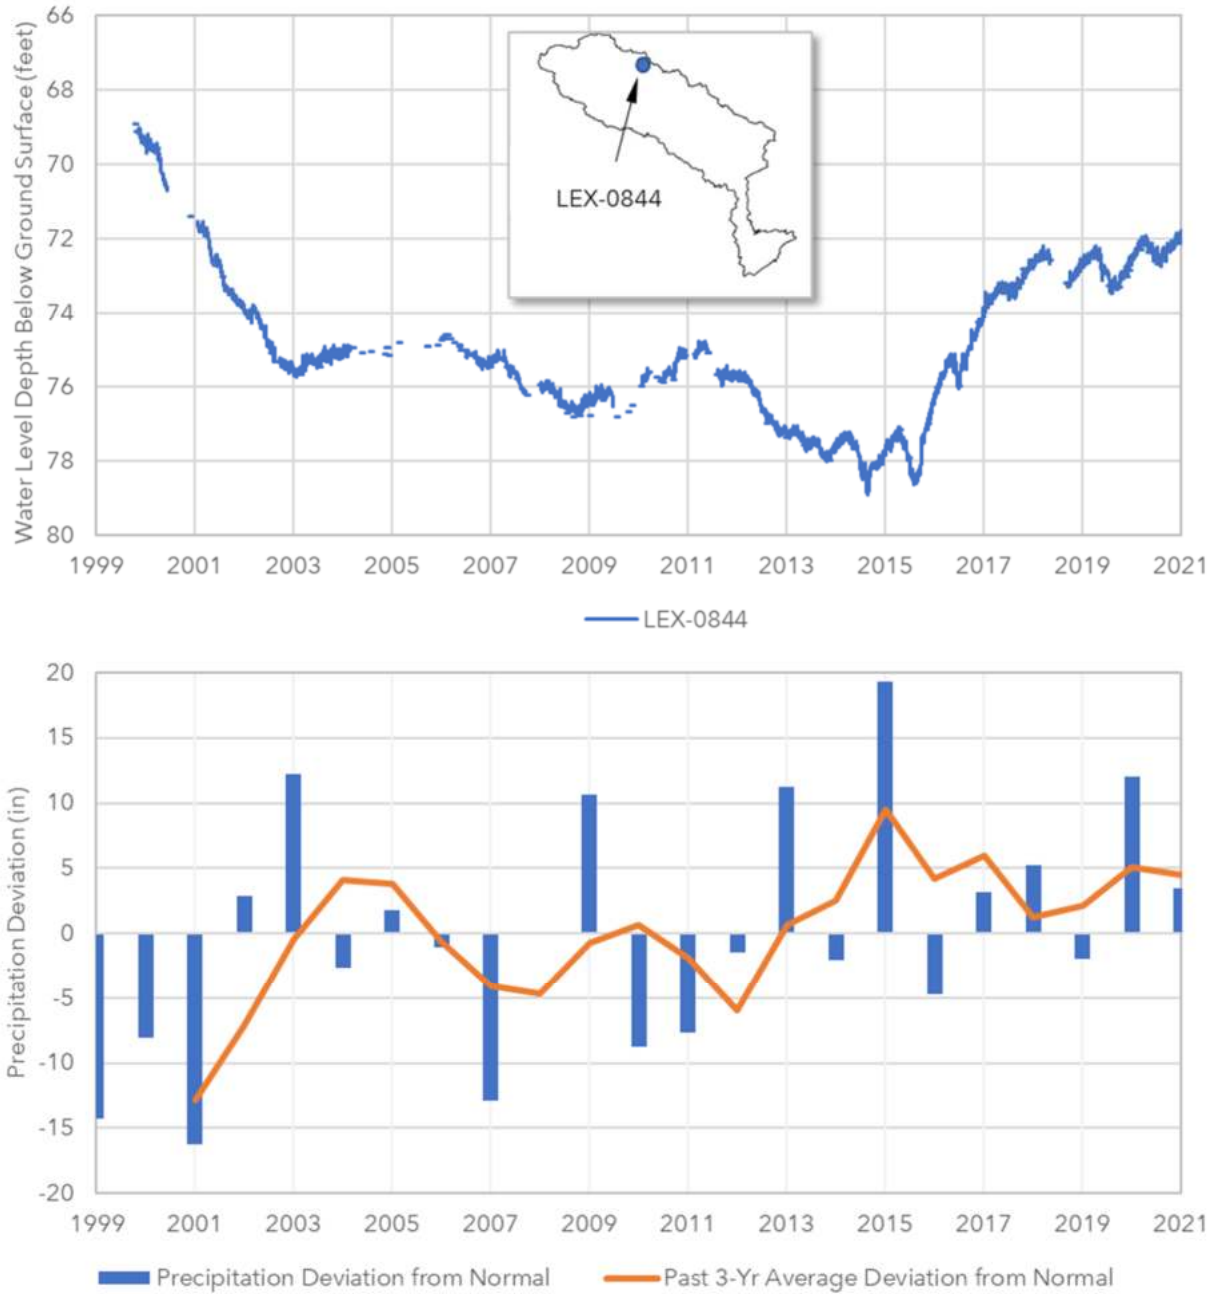 Water Level Depth Below Ground Surface (feet)
66
68
70
72
74
76
78
80
LEX-0844
1999 2001 2003 2005 2007 2009 2011 2013 2015 2017 2019 2021
LEX-0844
Precipitation Deviation (in)
20
15
10
5
0
-5
-10
-15
-20
1999 2001 2003 2005 2007 2009 2011 2013 2015 2017 2019 2021
Precipitation Deviation from Normal Past 3-Yr Average Deviation from Normal